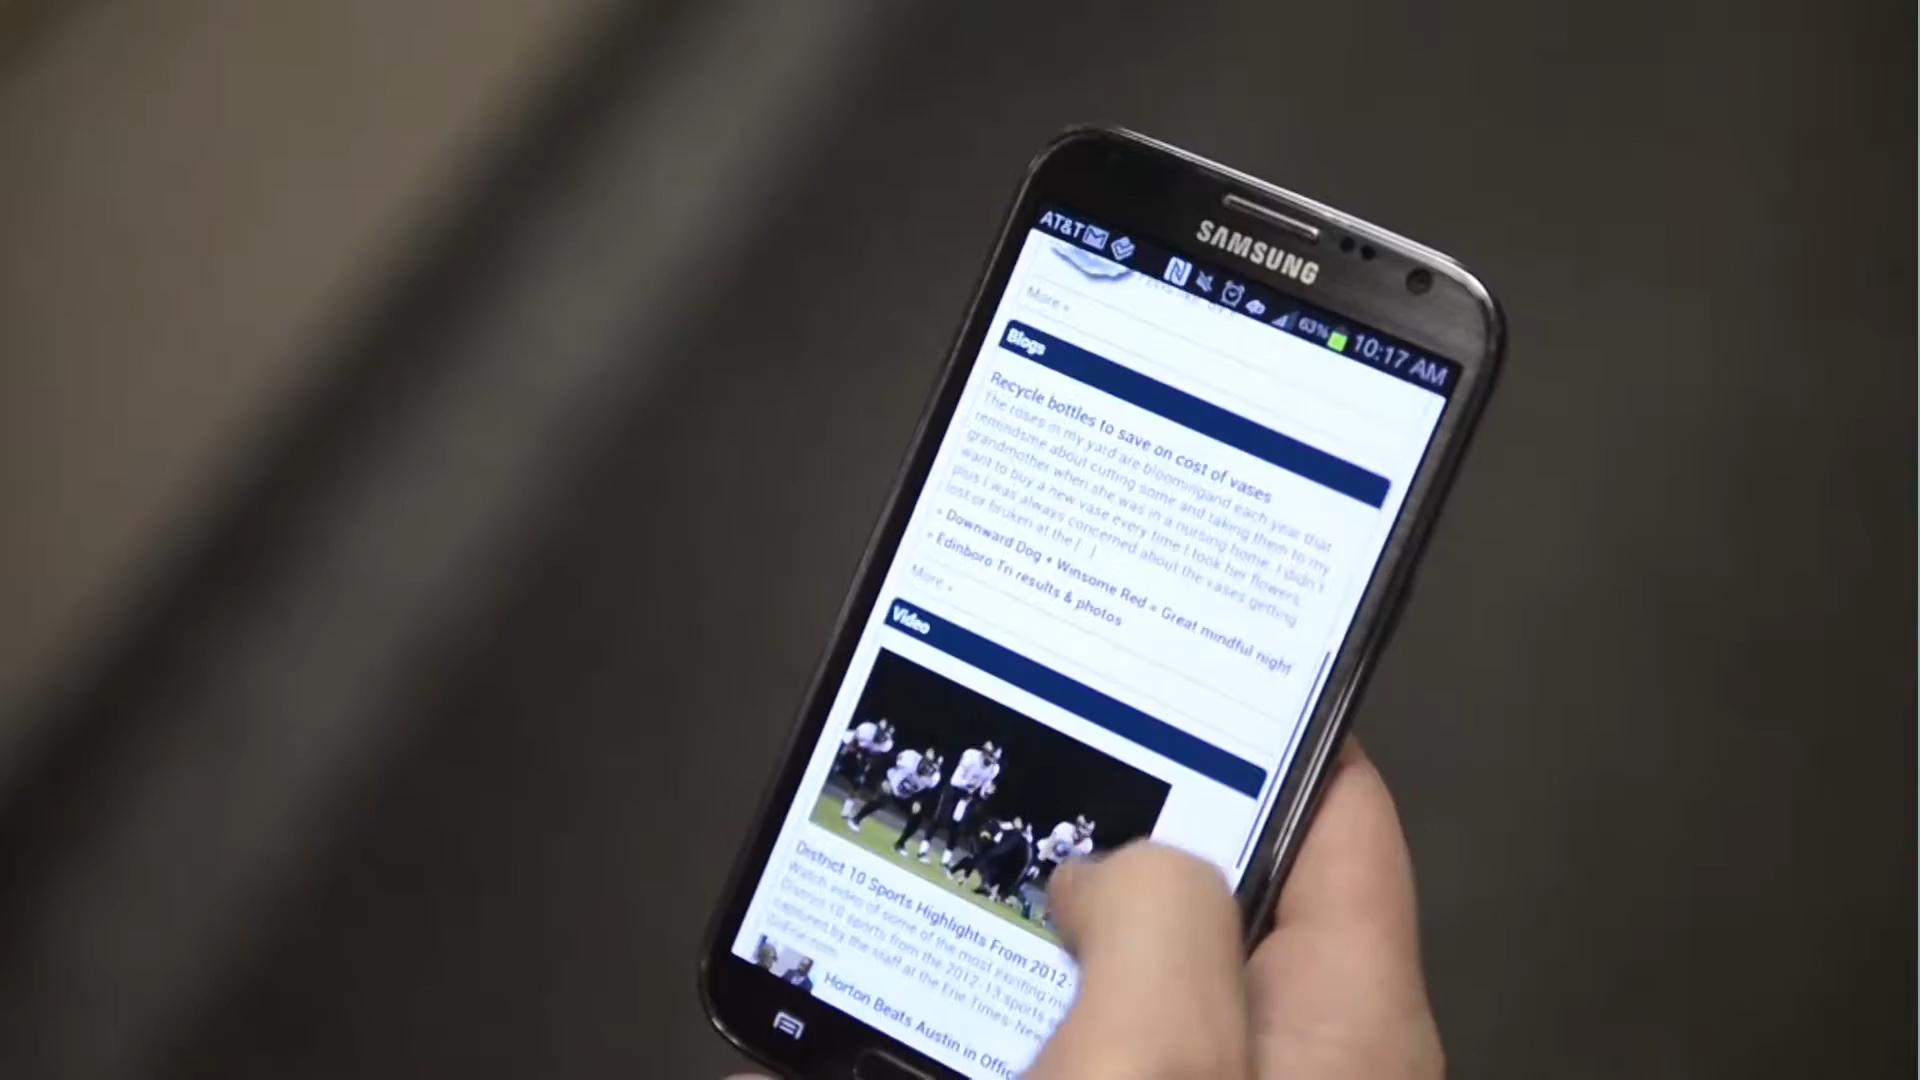 SAMSUNG
AT&T 63% 10:17 AM
More »
Blogs
Recycle bottles to save on cost of vases
The roses in my yard are bloomingand each year that
remindsme about cutting some and taking them to my
grandmother when she was in a nursing home. I didn't
want to buy a new vase every time I took her flowers,
plus I was always concerned about the vases getting
lost or broken at the [...]
» Downward Dog + Winsome Red = Great mindful night
» Edinboro Tri results & photos
More »
Video
District 10 Sports Highlights From 2012-
Watch video of some of the most exciting
District 10 sports from the 2012-13 sports
captured by the staff at the Erie Times-New
GoErie.com.
Horton Beats Austin in Offic